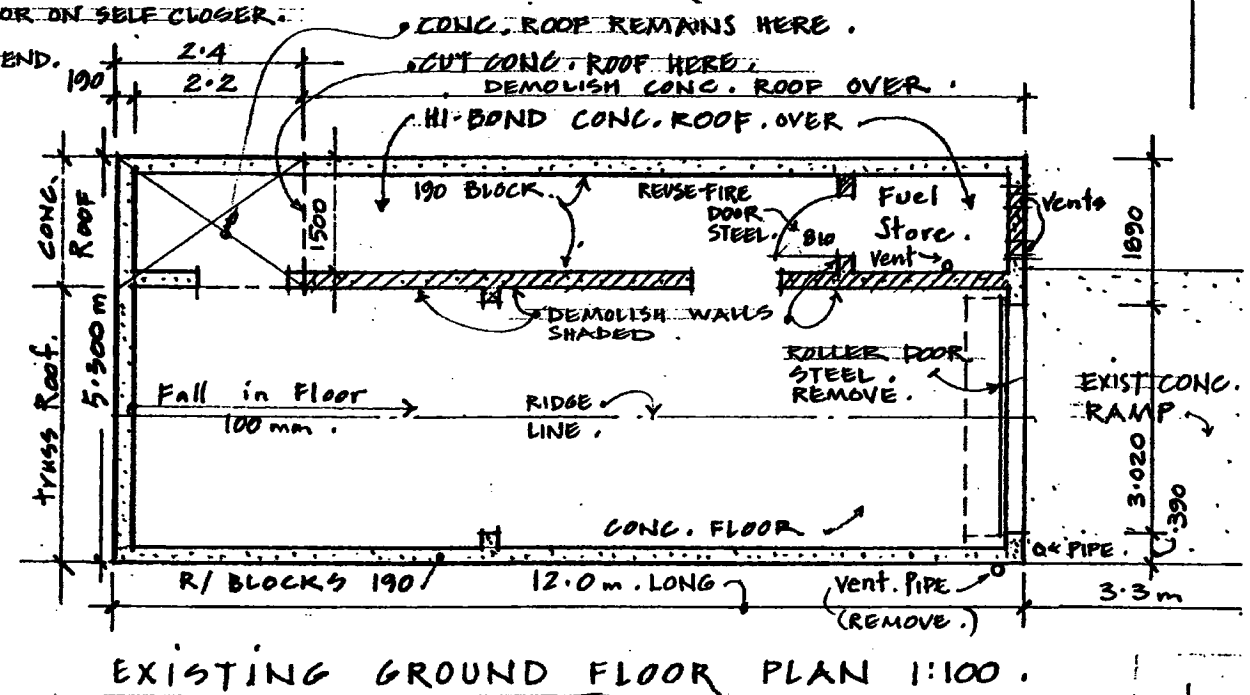 OR ON SELF CLOSER.
END.
CONC. ROOF REMAINS HERE.
2.4
CUT CONC. ROOF HERE.
190
2.2
DEMOLISH CONC. ROOF OVER.
HI-BOND CONC. ROOF. OVER
CONC.
ROOF
190 BLOCK.
REUSE FIRE
DOOR
STEEL.
810
Fuel
Store.
Vent
Vents
1500
1890
DEMOLISH WALLS
SHADED.
ROLLER DOOR
STEEL.
REMOVE.
EXIST CONC.
RAMP
truss Roof.
5.300m
Fall in Floor
100 mm.
RIDGE
LINE.
3.020
.390
CONC. FLOOR
PIPE.
R/ BLOCKS 190
12.0 m. LONG
Vent. PIPE
(REMOVE.)
3.3 m
EXISTING GROUND FLOOR PLAN 1:100.